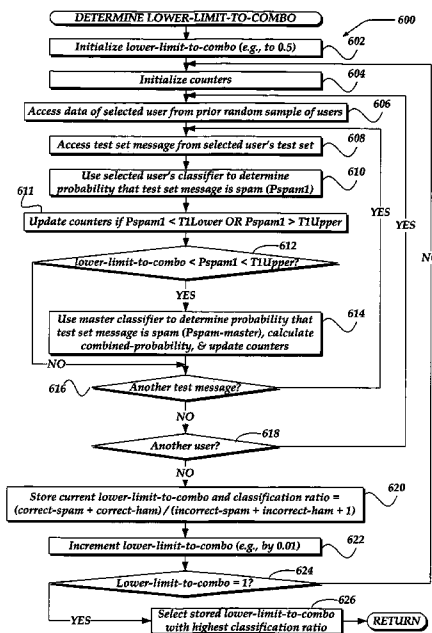 DETERMINE LOWER-LIMIT-TO-COMBO
600
Initialize lower-limit-to-combo (e.g., to 0.5)
602
Initialize counters
604
Access data of selected user from prior random sample of users
606
Access test set message from selected user's test set
608
Use selected user's classifier to determine
probability that test set message is spam (Pspam1)
610
YES
YES
611
Update counters if Pspam1 < T1Lower OR Pspam1 > T1Upper
612
lower-limit-to-combo < Pspam1 < T1Upper?
YES
Use master classifier to determine probability that
test set message is spam (Pspam-master), calculate
combined-probability, & update counters
614
NO
616
Another test message?
NO
618
Another user?
NO
Store current lower-limit-to-combo and classification ratio =
(correct-spam + correct-ham) / (incorrect-spam + incorrect-ham + 1)
620
622
Increment lower-limit-to-combo (e.g., by 0.01)
624
Lower-limit-to-combo = 1?
626
YES
Select stored lower-limit-to-combo
with highest classification ratio
RETURN